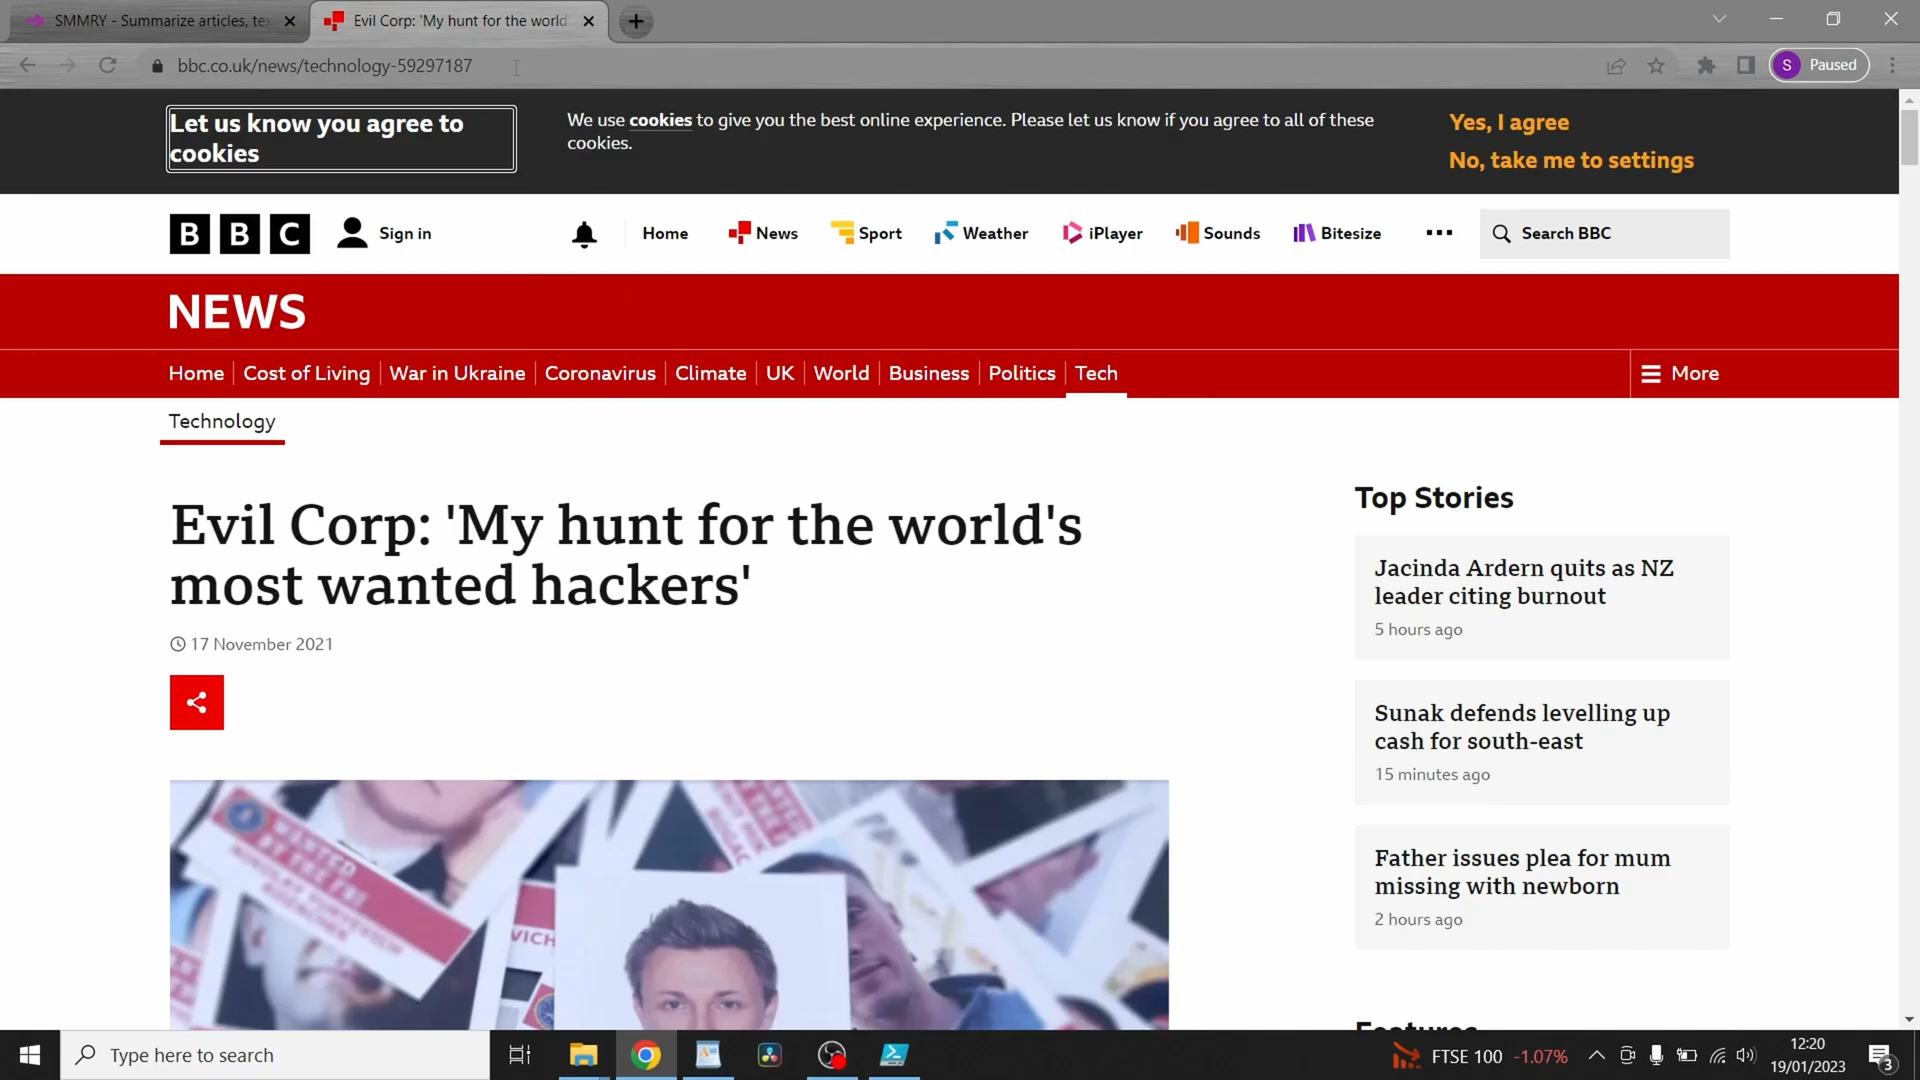 SMMRY - Summarize articles, tex
Evil Corp: 'My hunt for the world
bbc.co.uk/news/technology-59297187
S Paused
Let us know you agree to
cookies
We use cookies to give you the best online experience. Please let us know if you agree to all of these
cookies.
Yes, I agree
No, take me to settings
BBC
Sign in
Home
News
Sport
Weather
iPlayer
Sounds
Bitesize
Search BBC
NEWS
Home
Cost of Living
War in Ukraine
Coronavirus
Climate
UK
World
Business
Politics
Tech
More
Technology
Evil Corp: 'My hunt for the world's
most wanted hackers'
17 November 2021
Top Stories
Jacinda Ardern quits as NZ
leader citing burnout
5 hours ago
Sunak defends levelling up
cash for south-east
15 minutes ago
Father issues plea for mum
missing with newborn
2 hours ago
WANTED
BY THE FBI
VICH
Type here to search
FTSE 100 -1.07%
12:20
19/01/2023
3